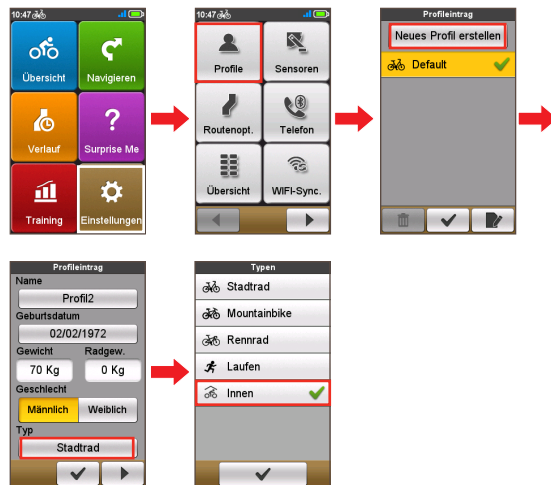 10:47
Übersicht Navigieren
Verlauf Surprise Me
Training Einstellungen
10:47
Profile Sensoren
Routenopt. Telefon
Übersicht WIFI-Sync.
Profileintrag
Neues Profil erstellen
Default
Profileintrag
Name
Profil2
Geburtsdatum
02/02/1972
Gewicht Radgew.
70 Kg 0 Kg
Geschlecht
Männlich Weiblich
Typ
Stadtrad
Typen
Stadtrad
Mountainbike
Rennrad
Laufen
Innen